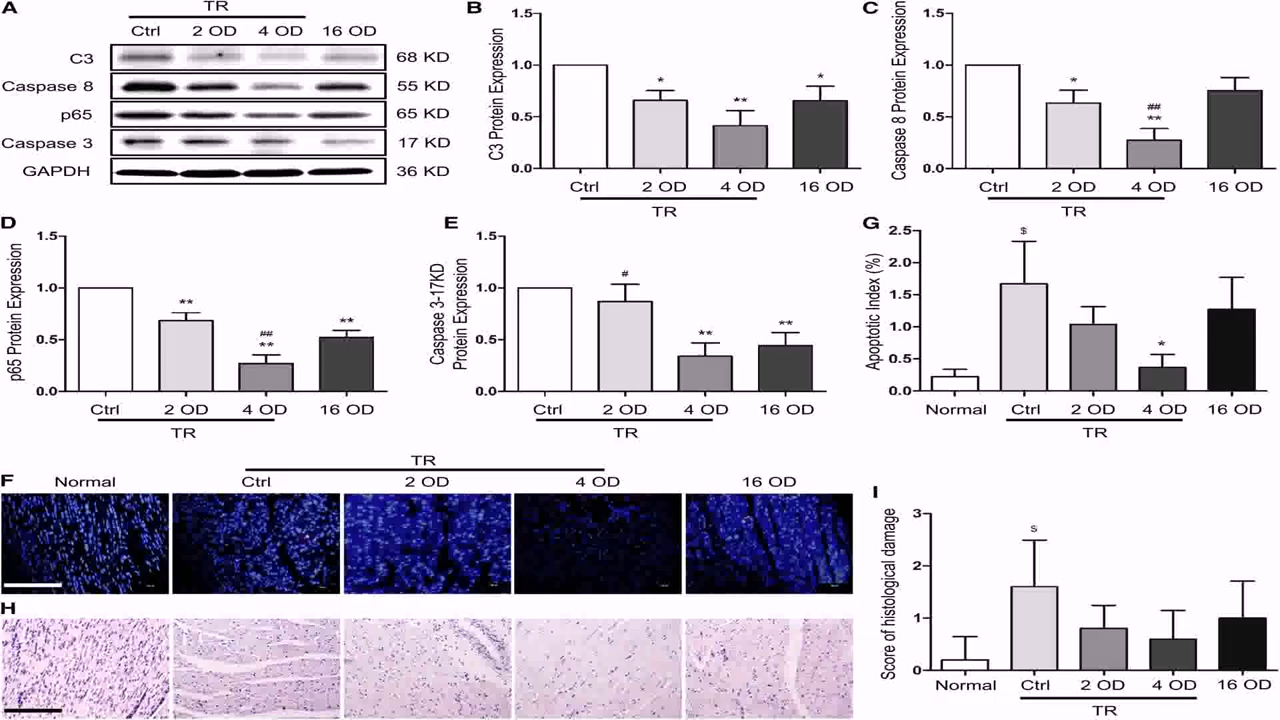 A
TR
Ctrl 2 OD 4 OD 16 OD
C3 68 KD
Caspase 8 55 KD
p65 65 KD
Caspase 3 17 KD
GAPDH 36 KD
B
C3 Protein Expression
1.5
1.0
0.5
0.0
*
**
*
Ctrl 2 OD 4 OD 16 OD
TR
C
Caspase 8 Protein Expression
1.5
1.0
0.5
0.0
*
##
**
Ctrl 2 OD 4 OD 16 OD
TR
D
p65 Protein Expression
1.5
1.0
0.5
0.0
**
##
**
**
Ctrl 2 OD 4 OD 16 OD
TR
E
Caspase 3-17KD
Protein Expression
1.5
1.0
0.5
0.0
#
**
**
Ctrl 2 OD 4 OD 16 OD
TR
G
Apoptotic Index (%)
2.5
2.0
1.5
1.0
0.5
0.0
$
*
Normal Ctrl 2 OD 4 OD 16 OD
TR
F
TR
Normal Ctrl 2 OD 4 OD 16 OD
H
I
Score of histological damage
3
2
1
0
$
Normal Ctrl 2 OD 4 OD 16 OD
TR